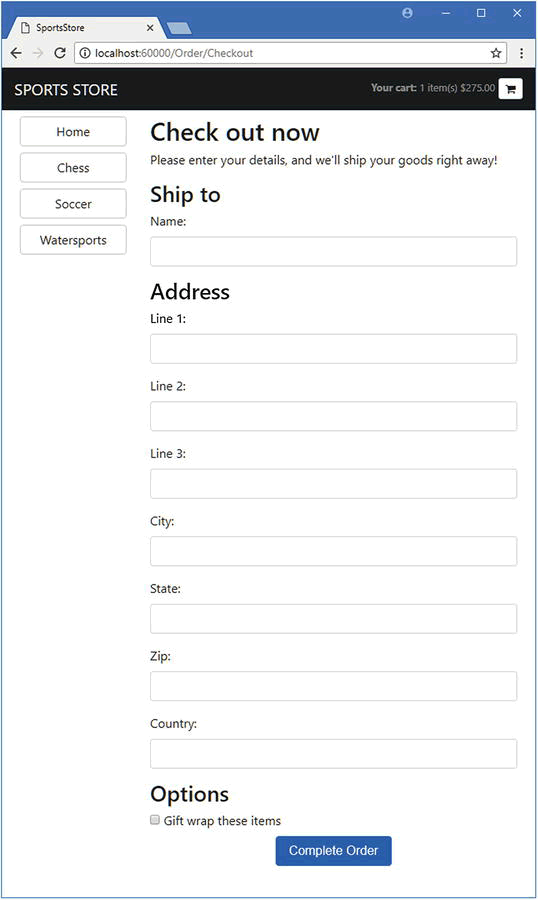 SportsStore
localhost:60000/Order/Checkout
SPORTS STORE
Your cart: 1 item(s) $275.00
Home
Chess
Soccer
Watersports
Check out now
Please enter your details, and we'll ship your goods right away!
Ship to
Name:
Address
Line 1:
Line 2:
Line 3:
City:
State:
Zip:
Country:
Options
Gift wrap these items
Complete Order